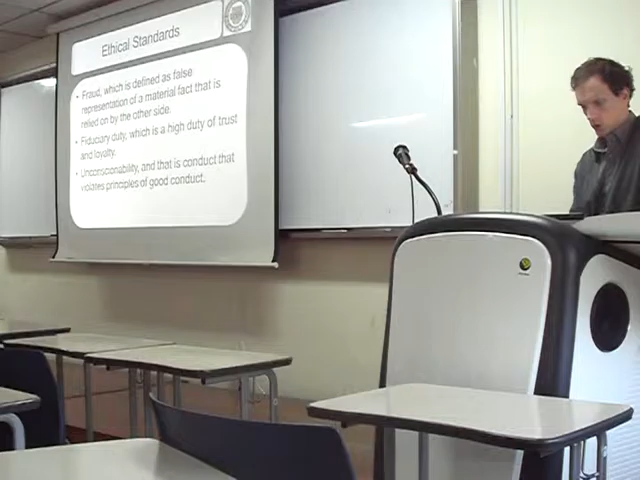 Ethical Standards
• Fraud, which is defined as false
representation of a material fact that is
relied on by the other side.
• Fiduciary duty, which is a high duty of trust
and loyalty.
• Unconscionability, and that is conduct that
violates principles of good conduct.